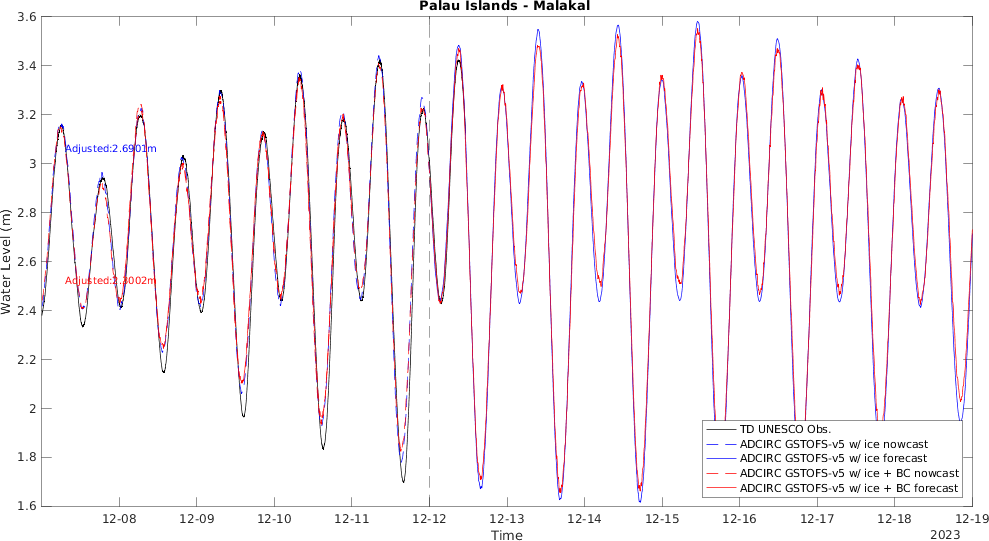 Palau Islands - Malakal
3.6
3.4
3.2
3
2.8
2.6
2.4
2.2
2
1.8
1.6
Water Level (m)
Adjusted:2.6901m
TD UNESCO Obs.
ADCIRC GSTOFS-v5 w/ ice nowcast
ADCIRC GSTOFS-v5 w/ ice forecast
ADCIRC GSTOFS-v5 w/ ice + BC nowcast
ADCIRC GSTOFS-v5 w/ ice + BC forecast
12-08 12-09 12-10 12-11 12-12 12-13 12-14 12-15 12-16 12-17 12-18 12-19
Time
2023